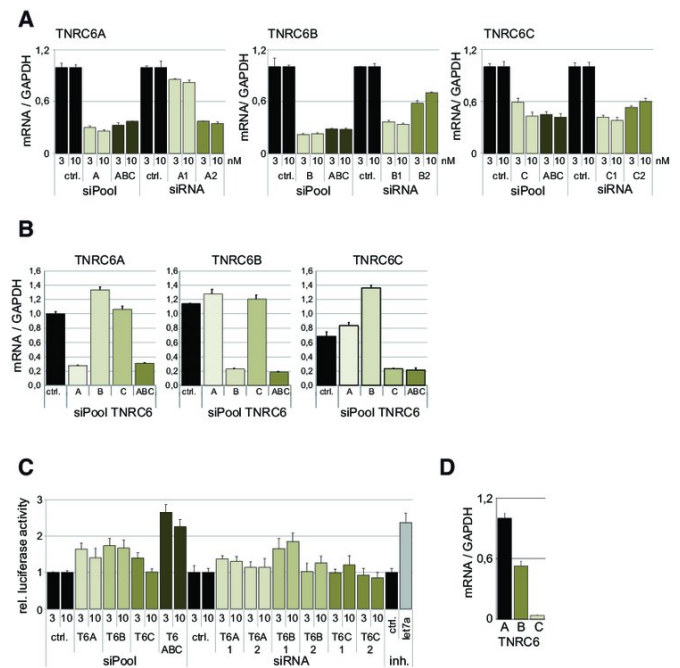 A
TNRC6A
TNRC6B
TNRC6C
mRNA / GAPDH
1,2
0,6
0
3 10 3 10 3 10 3 10 3 10 3 10 nM
ctrl. A ABC ctrl. A1 A2
siPool siRNA
mRNA / GAPDH
1,2
0,6
0
3 10 3 10 3 10 3 10 3 10 3 10 nM
ctrl. B ABC ctrl. B1 B2
siPool siRNA
mRNA / GAPDH
1,2
0,6
0
3 10 3 10 3 10 3 10 3 10 3 10 nM
ctrl. C ABC ctrl. C1 C2
siPool siRNA
B
TNRC6A
TNRC6B
TNRC6C
mRNA / GAPDH
1,6
1,4
1,2
1,0
0,8
0,6
0,4
0,2
0,0
ctrl. A B C ABC
siPool TNRC6
1,6
1,4
1,2
1,0
0,8
0,6
0,4
0,2
0,0
ctrl. A B C ABC
siPool TNRC6
1,6
1,4
1,2
1,0
0,8
0,6
0,4
0,2
0,0
ctrl. A B C ABC
siPool TNRC6
C
rel. luciferase activity
3
2
1
0
3 10 3 10 3 10 3 10 3 10 3 10 3 10 3 10 3 10 3 10 3 10 3 10 ctrl. let7a
ctrl. T6A T6B T6C T6 ctrl. T6A T6A T6B T6B T6C T6C
ABC 1 2 1 2 1 2
siPool siRNA inh.
D
mRNA / GAPDH
1,2
0,6
0
A B C
TNRC6